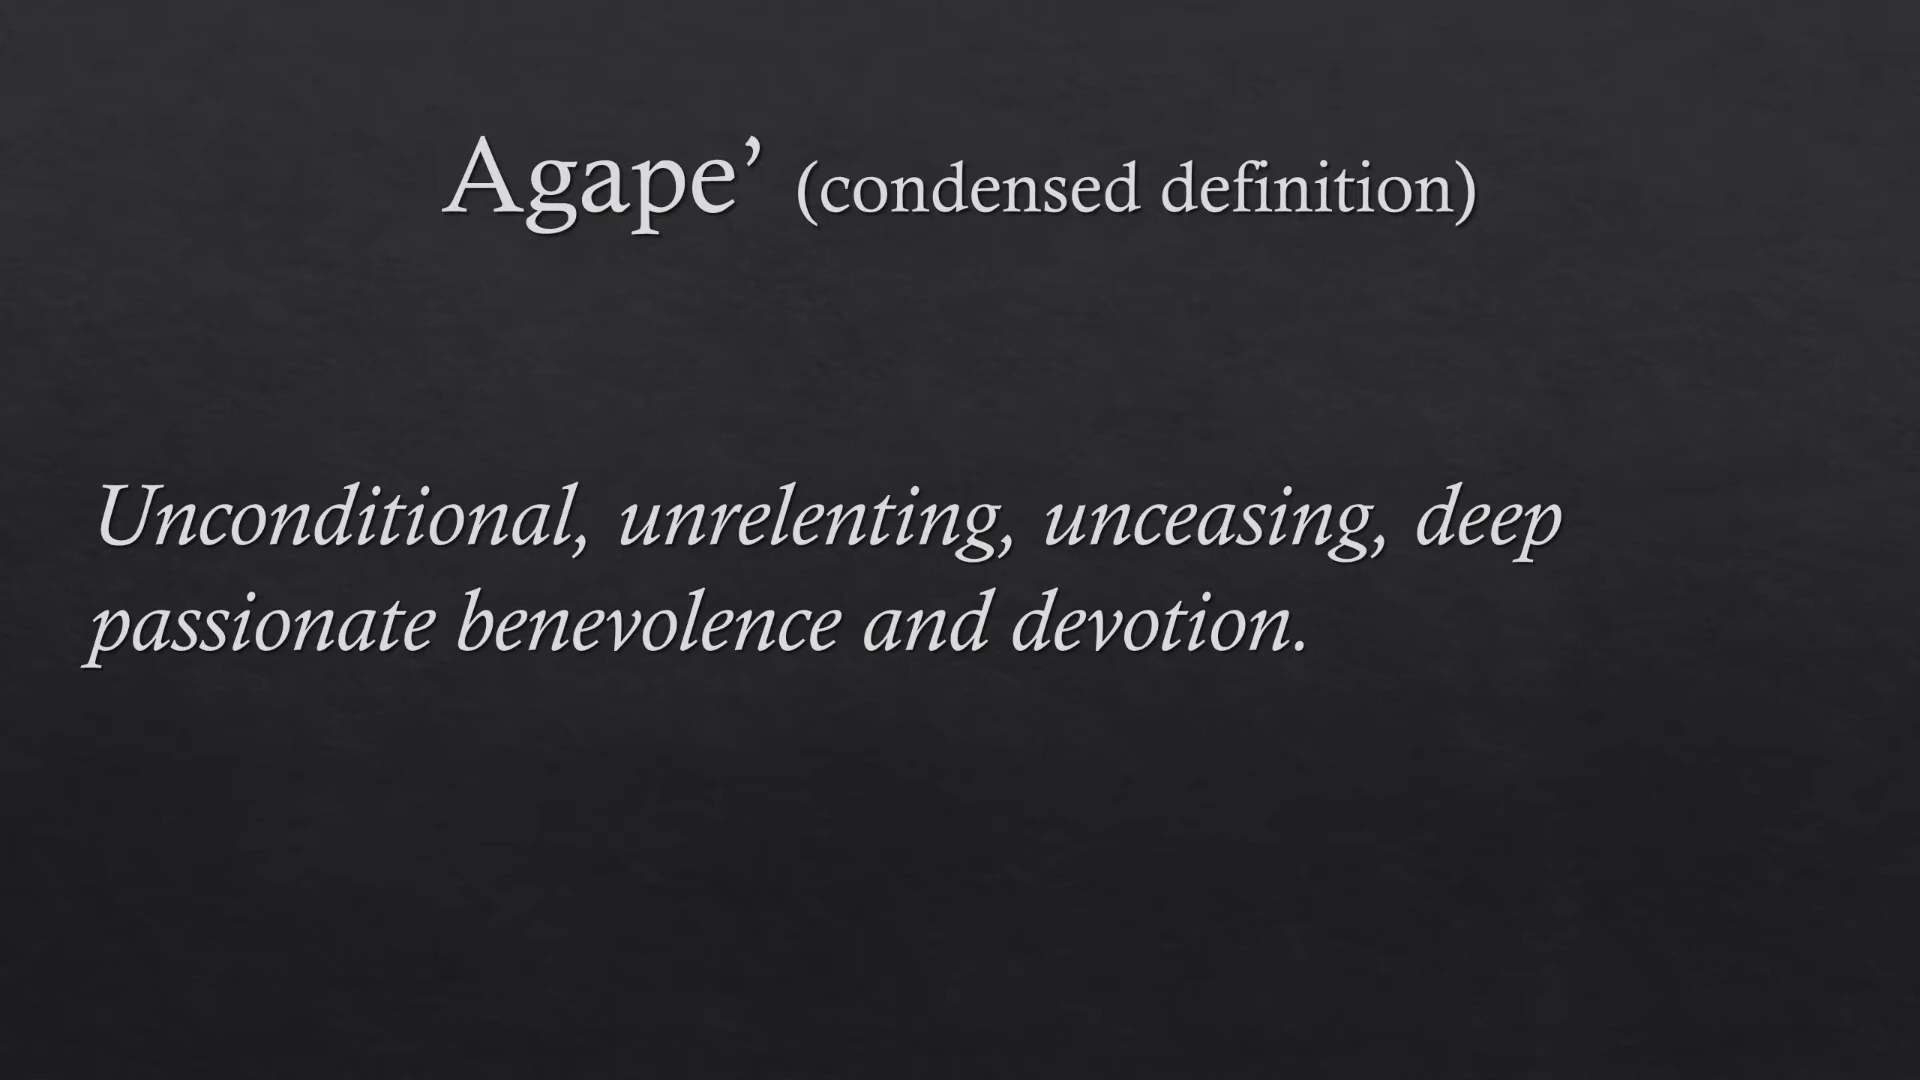 Agape’ (condensed definition)
Unconditional, unrelenting, unceasing, deep
passionate benevolence and devotion.